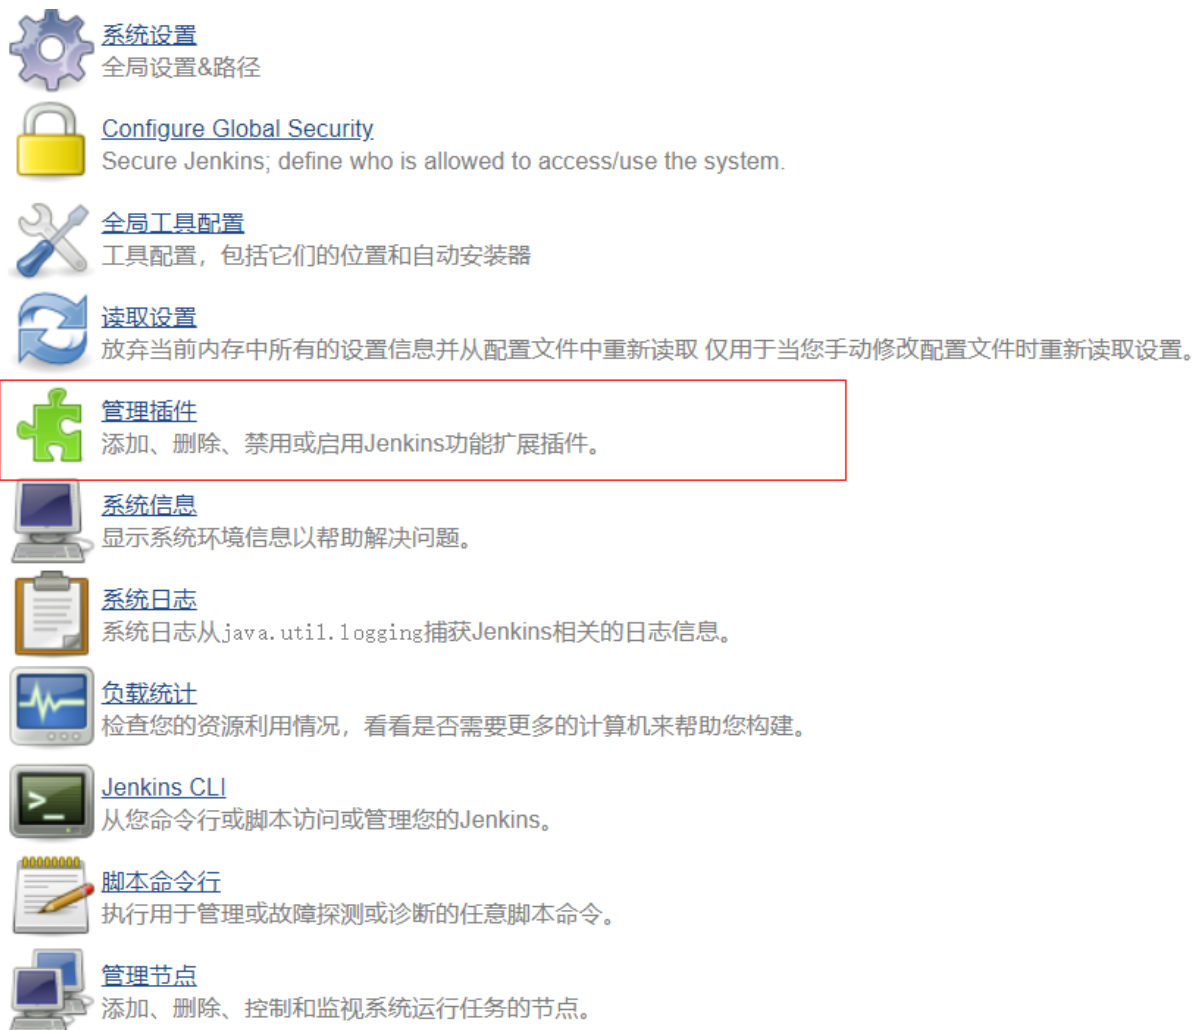 系统设置
全局设置&路径
Configure Global Security
Secure Jenkins; define who is allowed to access/use the system.
全局工具配置
工具配置，包括它们的位置和自动安装器
读取设置
放弃当前内存中所有的设置信息并从配置文件中重新读取 仅用于当您手动修改配置文件时重新读取设置。
管理插件
添加、删除、禁用或启用Jenkins功能扩展插件。
系统信息
显示系统环境信息以帮助解决问题。
系统日志
系统日志从java.util.logging捕获Jenkins相关的日志信息。
负载统计
检查您的资源利用情况，看看是否需要更多的计算机来帮助您构建。
Jenkins CLI
从您命令行或脚本访问或管理您的Jenkins。
脚本命令行
执行用于管理或故障探测或诊断的任意脚本命令。
管理节点
添加、删除、控制和监视系统运行任务的节点。